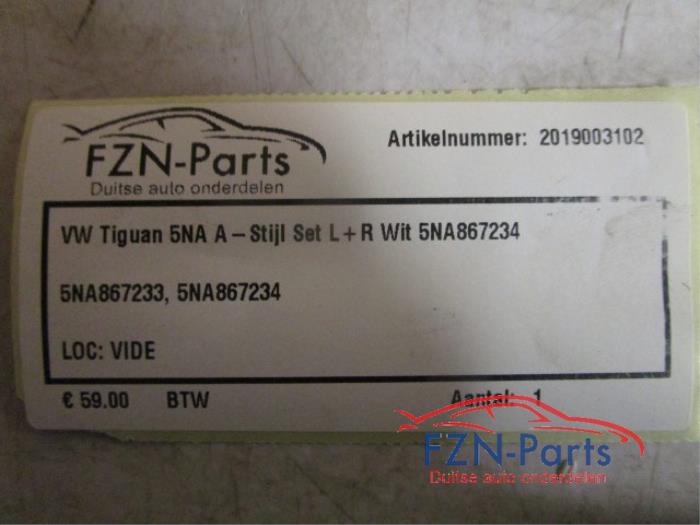 FZN-Parts
Duitse auto onderdelen
Artikelnummer: 2019003102
VW Tiguan 5NA A-Stijl Set L+R Wit 5NA867234
5NA867233, 5NA867234
LOC: VIDE
€ 59.00 BTW Aantal: 1
FZN-Parts
Duitse auto onderdelen